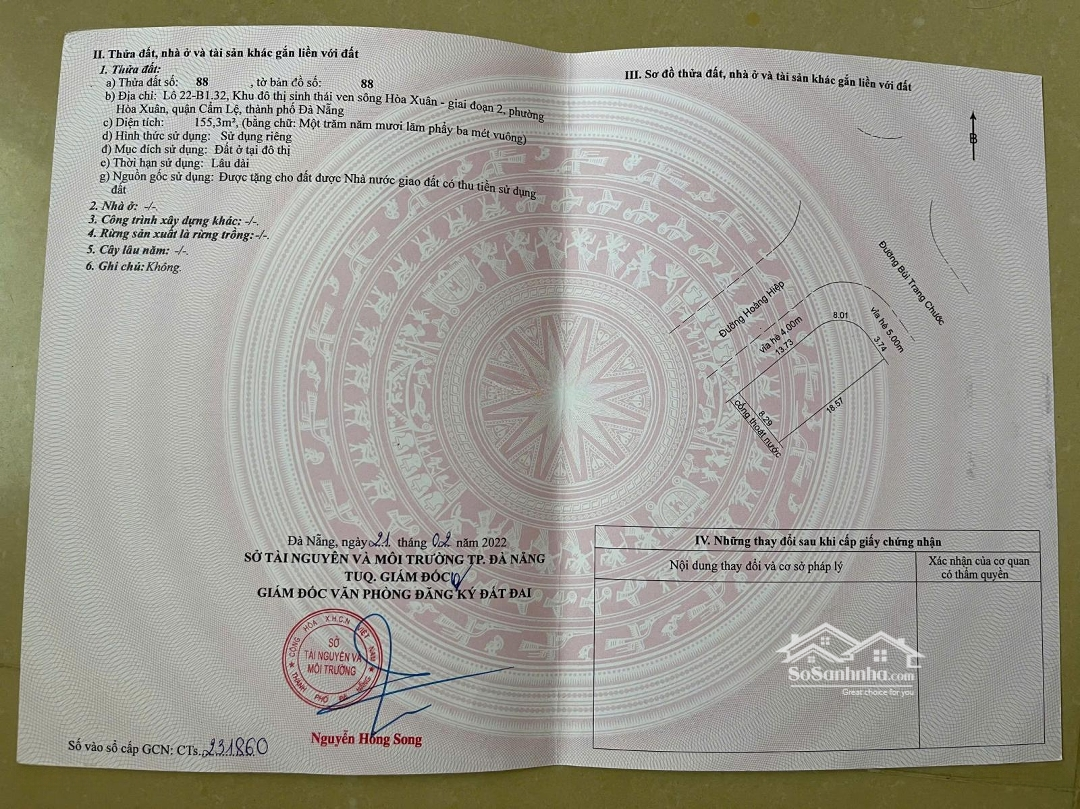 II. Thửa đất, nhà ở và tài sản khác gắn liền với đất
1. Thửa đất:
a) Thửa đất số: 88 , tờ bản đồ số: 88
b) Địa chỉ: Lô 22-B1.32, Khu đô thị sinh thái ven sông Hòa Xuân - giai đoạn 2, phường
Hòa Xuân, quận Cẩm Lệ, thành phố Đà Nẵng
c) Diện tích: 155,3m², (bằng chữ: Một trăm năm mươi lăm phẩy ba mét vuông)
d) Hình thức sử dụng: Sử dụng riêng
đ) Mục đích sử dụng: Đất ở tại đô thị
e) Thời hạn sử dụng: Lâu dài
g) Nguồn gốc sử dụng: Được tặng cho đất được Nhà nước giao đất có thu tiền sử dụng
đất
2. Nhà ở: -/-.
3. Công trình xây dựng khác: -/-.
4. Rừng sản xuất là rừng trồng:-/-.
5. Cây lâu năm: -/-
6. Ghi chú: Không.
Đà Nẵng, ngày 21 tháng 02 năm 2022
SỞ TÀI NGUYÊN VÀ MÔI TRƯỜNG TP. ĐÀ NẴNG
TUQ. GIÁM ĐỐC
GIÁM ĐỐC VĂN PHÒNG ĐĂNG KÝ ĐẤT ĐAI
CỘNG HÒA X.H.C.N VIỆT NAM
SỞ
TÀI NGUYÊN VÀ
MÔI TRƯỜNG
THÀNH PHỐ ĐÀ NẴNG
Nguyễn Hồng Song
Số vào sổ cấp GCN: CTs.231860
III. Sơ đồ thửa đất, nhà ở và tài sản khác gắn liền với đất
B
Đường Bùi Trang Chước
Đường Hoàng Hiệp
vỉa hè 4.00m
13.73
8.01
vỉa hè 5.00m
3.74
8.29
18.57
cống thoát nước
IV. Những thay đổi sau khi cấp giấy chứng nhận
Nội dung thay đổi và cơ sở pháp lý
Xác nhận của cơ quan
có thẩm quyền
SoSanhnha.com
Great choice for you